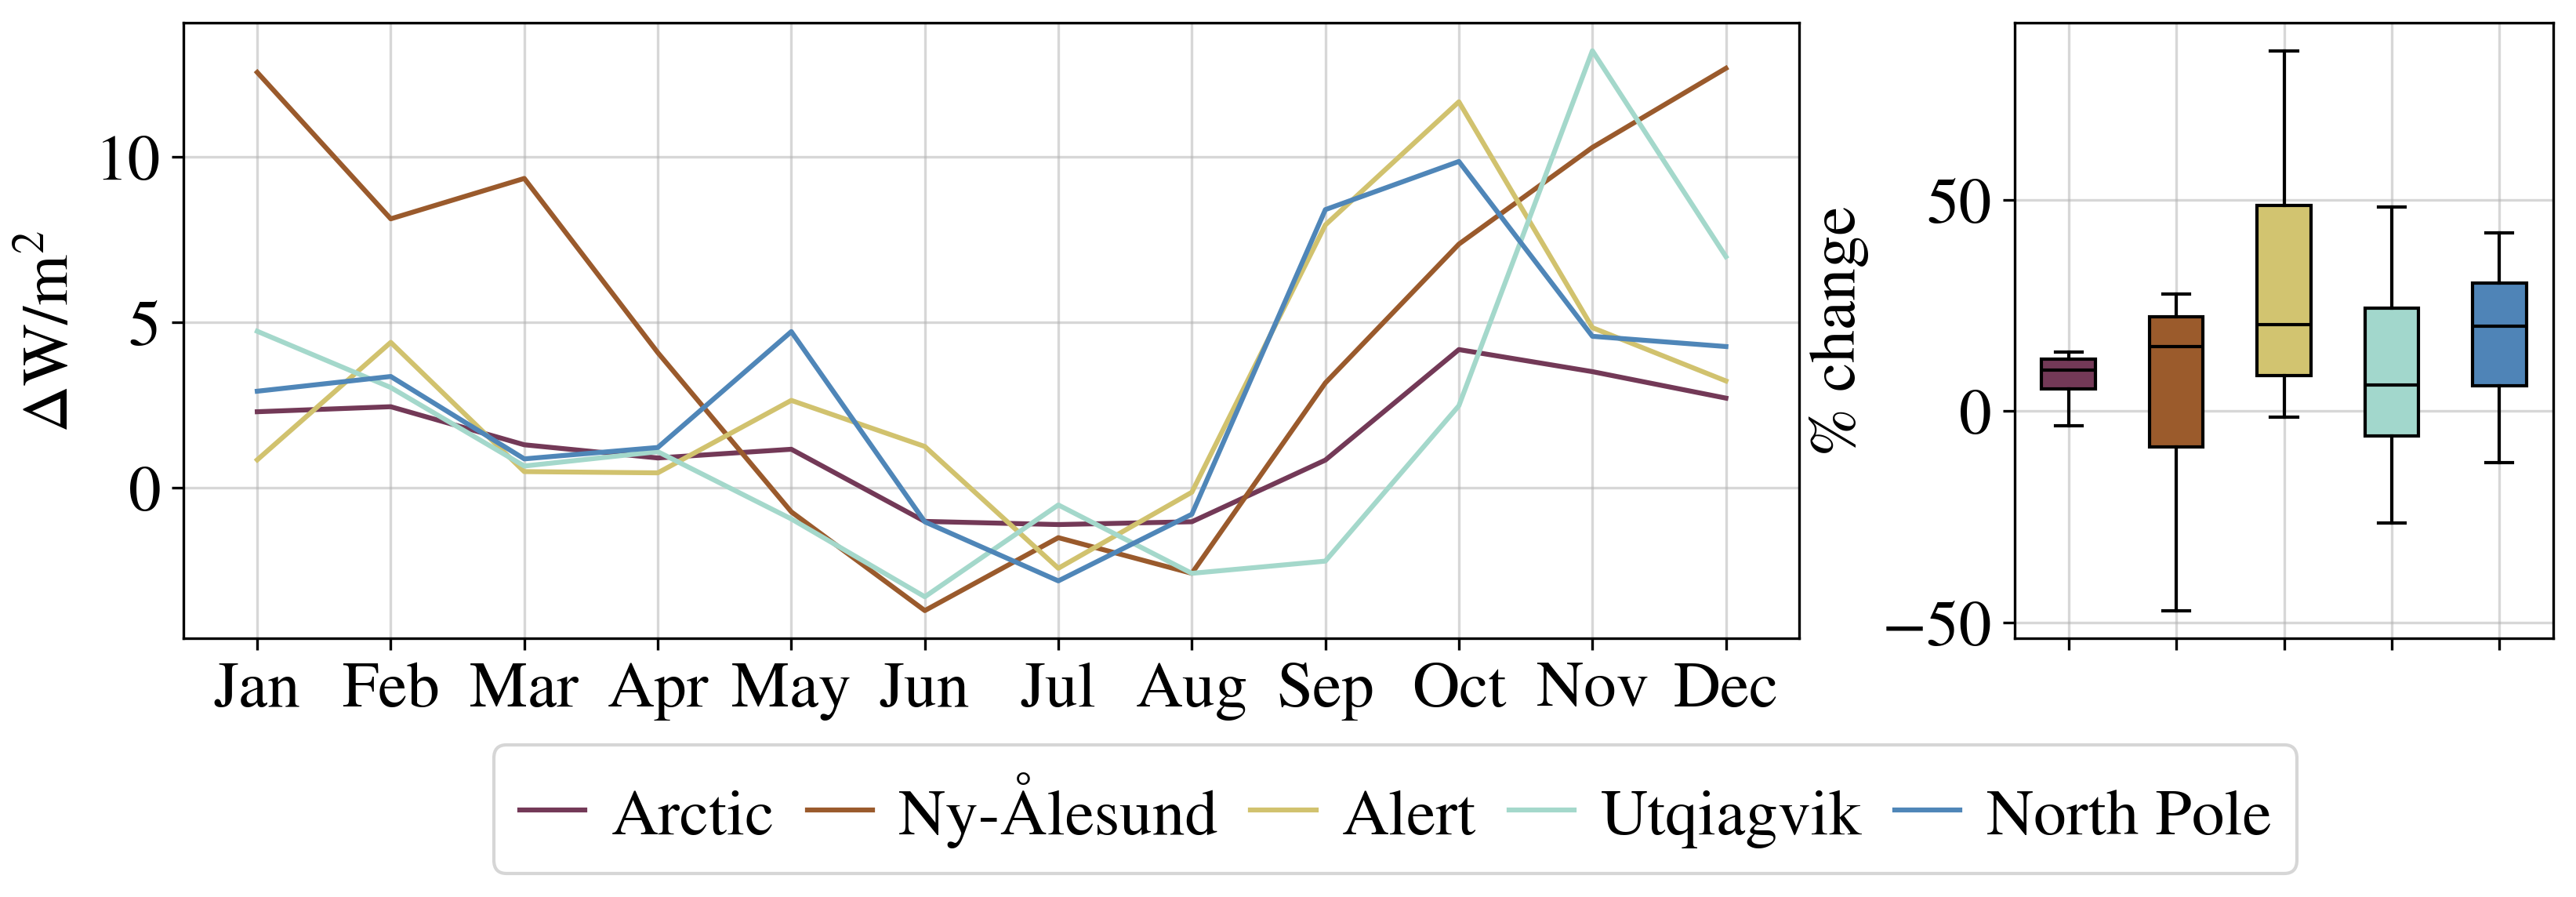 ΔW/m²
10
5
0
Jan Feb Mar Apr May Jun Jul Aug Sep Oct Nov Dec
% change
50
0
−50
Arctic Ny-Ålesund Alert Utqiagvik North Pole